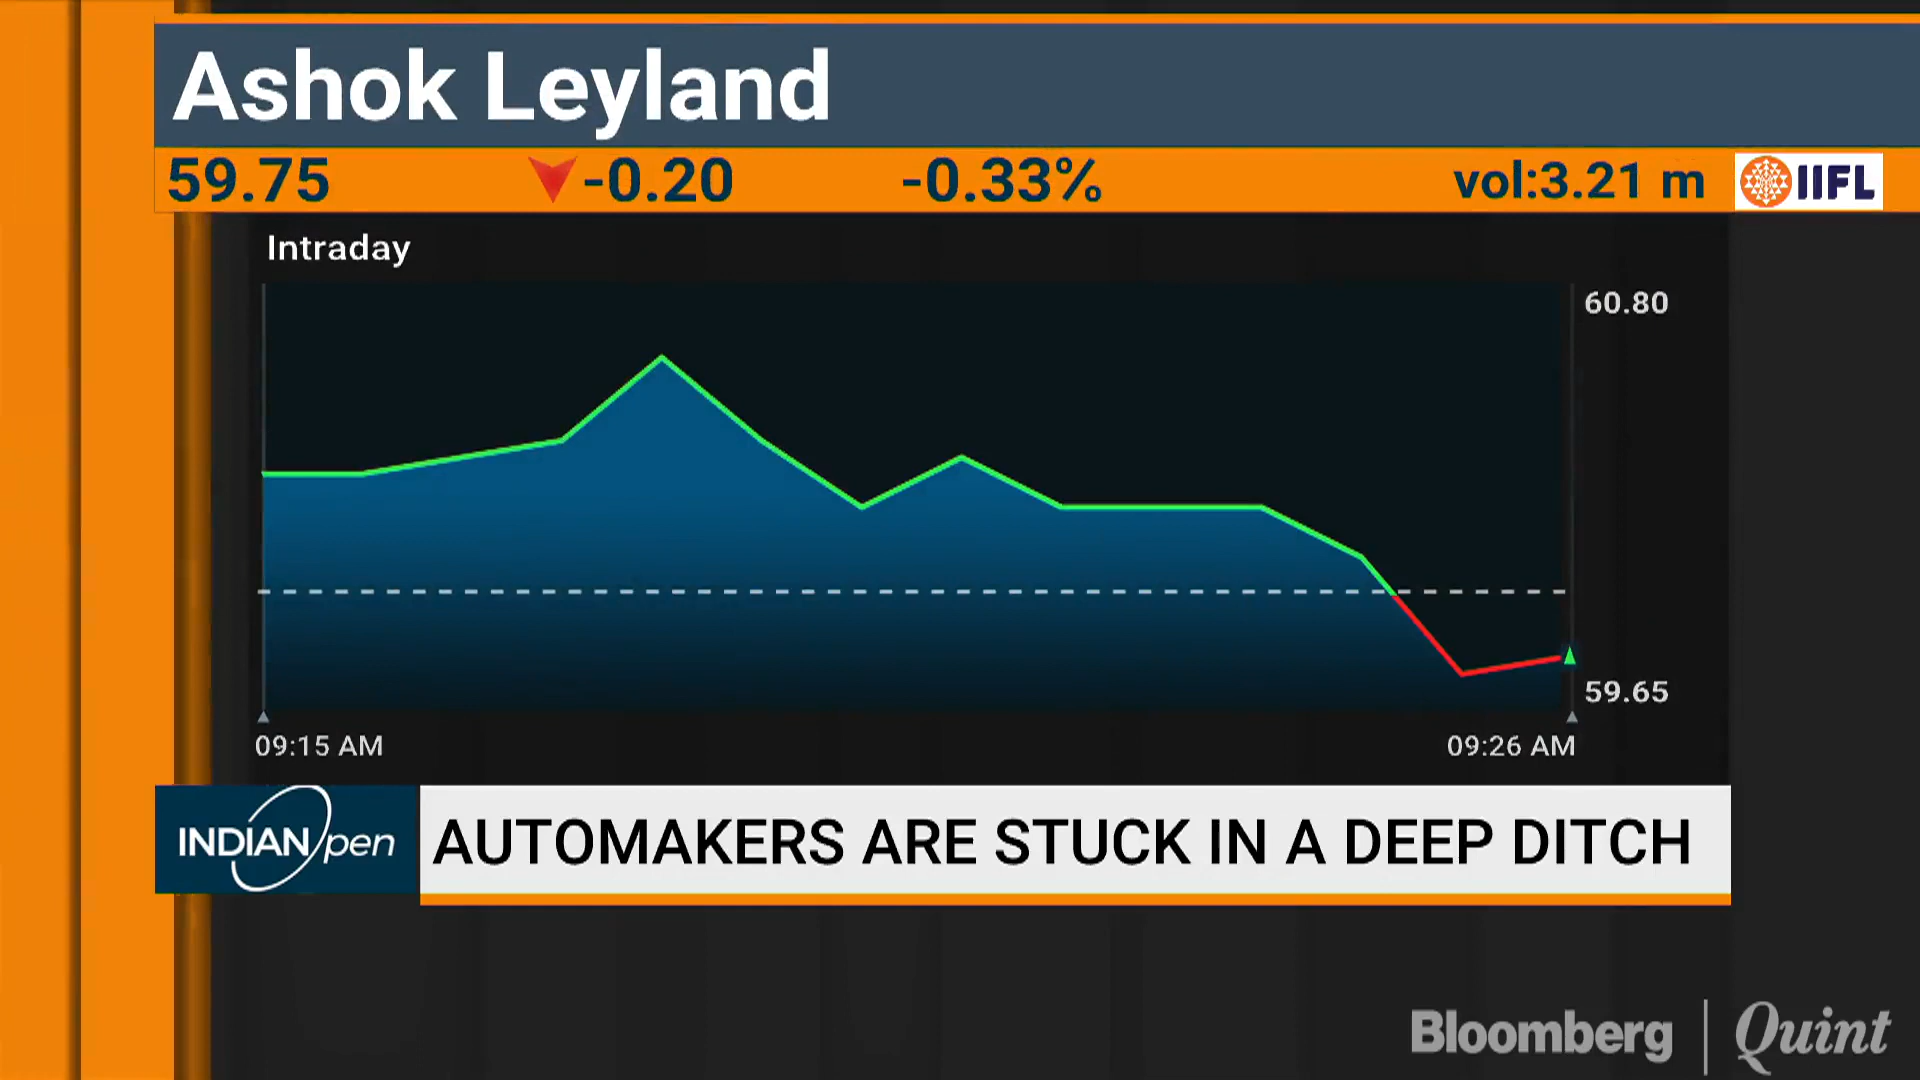 Ashok Leyland
59.75 -0.20 -0.33% vol:3.21 m IIFL
Intraday
60.80
59.65
09:15 AM 09:26 AM
INDIAN Open AUTOMAKERS ARE STUCK IN A DEEP DITCH
Bloomberg | Quint